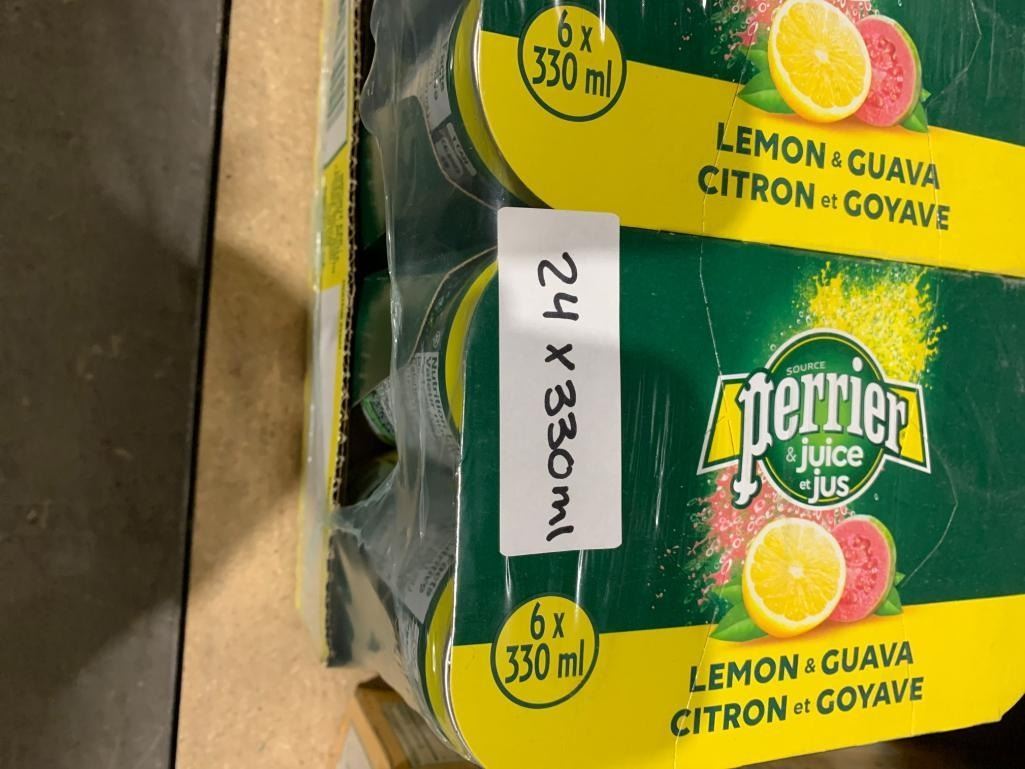 6 x
330 ml
LEMON & GUAVA
CITRON et GOYAVE
24 x 330ml
SOURCE
perrier
& juice
et jus
6 x
330 ml
LEMON & GUAVA
CITRON et GOYAVE